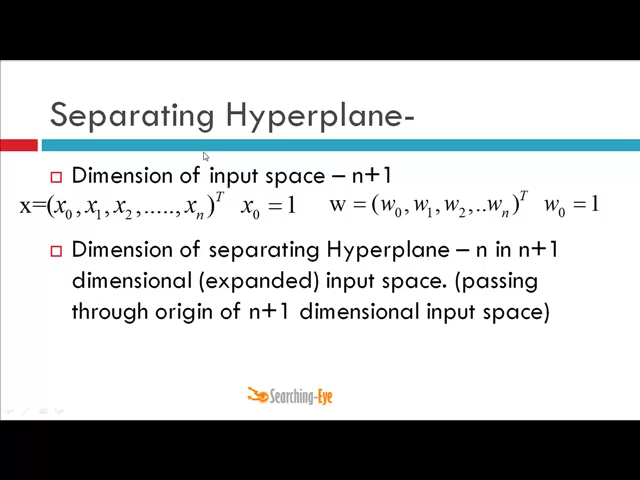 Separating Hyperplane-
Dimension of input space – n+1
x=(x₀, x₁, x₂, ....., xₙ)ᵀ x₀ = 1 w = (w₀, w₁, w₂, ..wₙ)ᵀ w₀ = 1
Dimension of separating Hyperplane – n in n+1
dimensional (expanded) input space. (passing
through origin of n+1 dimensional input space)
Searching-Eye